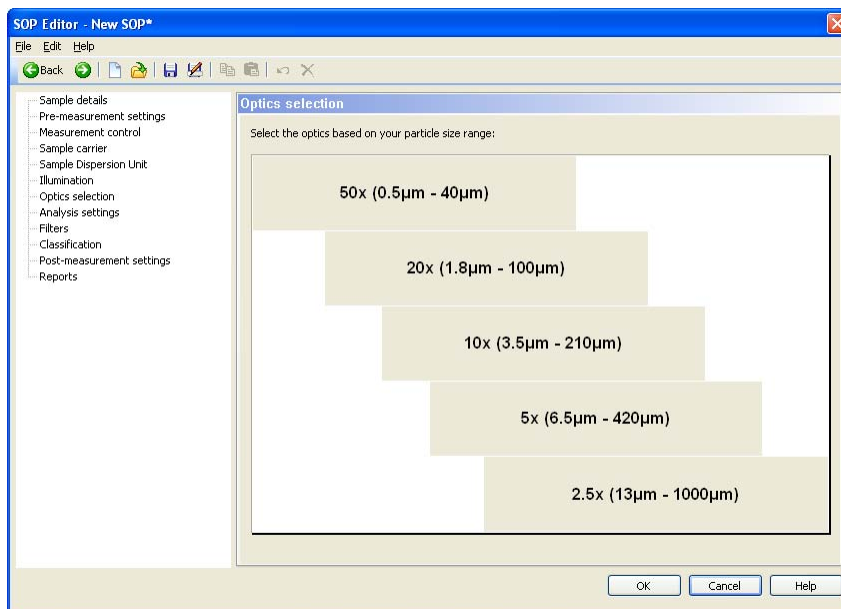 SOP Editor - New SOP*
File Edit Help
Back
Sample details
Pre-measurement settings
Measurement control
Sample carrier
Sample Dispersion Unit
Illumination
Optics selection
Analysis settings
Filters
Classification
Post-measurement settings
Reports
Optics selection
Select the optics based on your particle size range:
50x (0.5µm - 40µm)
20x (1.8µm - 100µm)
10x (3.5µm - 210µm)
5x (6.5µm - 420µm)
2.5x (13µm - 1000µm)
OK Cancel Help